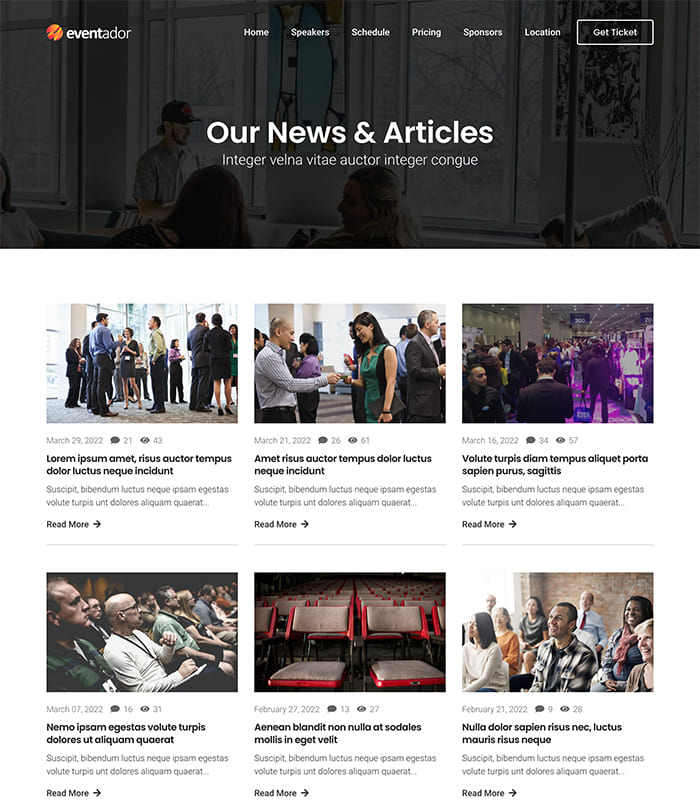 eventador
Home Speakers Schedule Pricing Sponsors Location Get Ticket
Our News & Articles
Integer velna vitae auctor integer congue
300
March 29, 2022 21 43
Lorem ipsum amet, risus auctor tempus
dolor luctus neque incidunt
Suscipit, bibendum luctus neque ipsam egestas
volute turpis unt dolores aliquam quaerat...
Read More
March 21, 2022 26 61
Amet risus auctor tempus dolor luctus
neque incidunt
Suscipit, bibendum luctus neque ipsam egestas
volute turpis unt dolores aliquam quaerat...
Read More
March 16, 2022 34 57
Volute turpis diam tempus aliquet porta
sapien purus, sagittis
Suscipit, bibendum luctus neque ipsam egestas
volute turpis unt dolores aliquam quaerat...
Read More
March 07, 2022 16 31
Nemo ipsam egestas volute turpis
dolores ut aliquam quaerat
Suscipit, bibendum luctus neque ipsam egestas
volute turpis unt dolores aliquam quaerat...
Read More
February 27, 2022 13 27
Aenean blandit non nulla at sodales
mollis in eget velit
Suscipit, bibendum luctus neque ipsam egestas
volute turpis unt dolores aliquam quaerat...
Read More
February 21, 2022 9 28
Nulla dolor sapien risus nec, luctus
mauris risus neque
Suscipit, bibendum luctus neque ipsam egestas
volute turpis unt dolores aliquam quaerat...
Read More